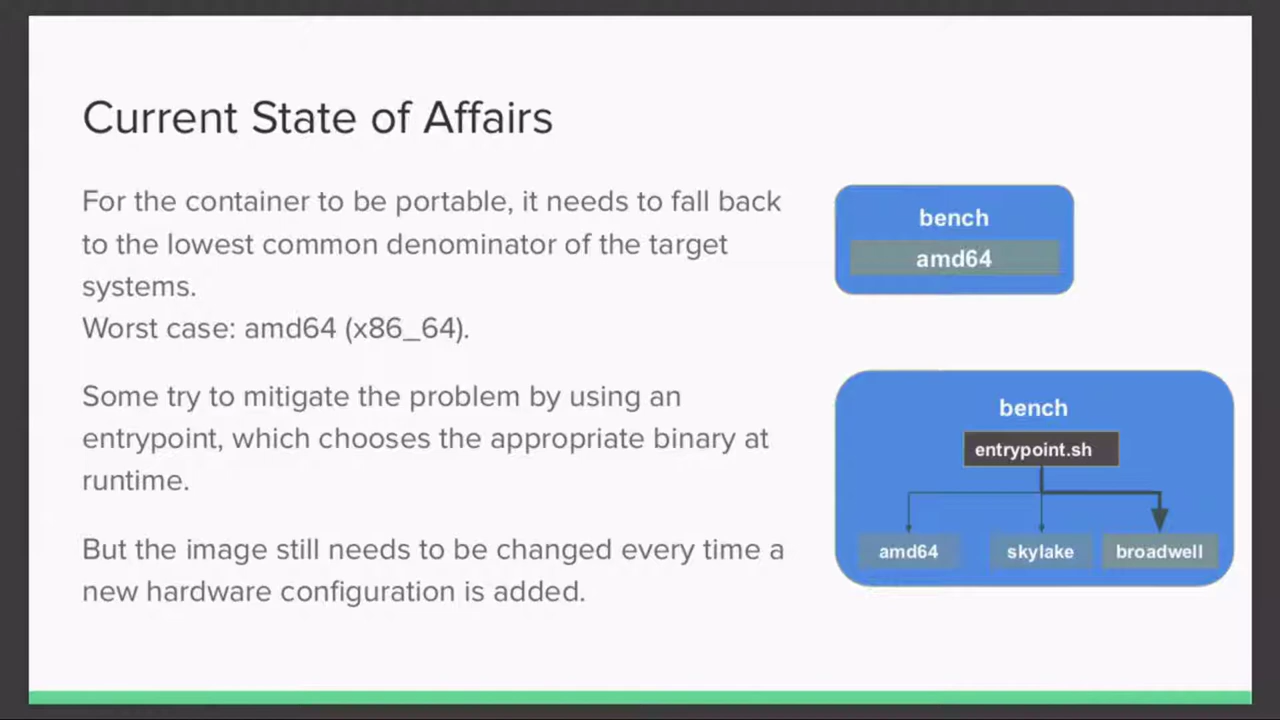 Current State of Affairs
For the container to be portable, it needs to fall back
to the lowest common denominator of the target
systems.
Worst case: amd64 (x86_64).
Some try to mitigate the problem by using an
entrypoint, which chooses the appropriate binary at
runtime.
But the image still needs to be changed every time a
new hardware configuration is added.
bench
amd64
bench
entrypoint.sh
amd64 skylake broadwell